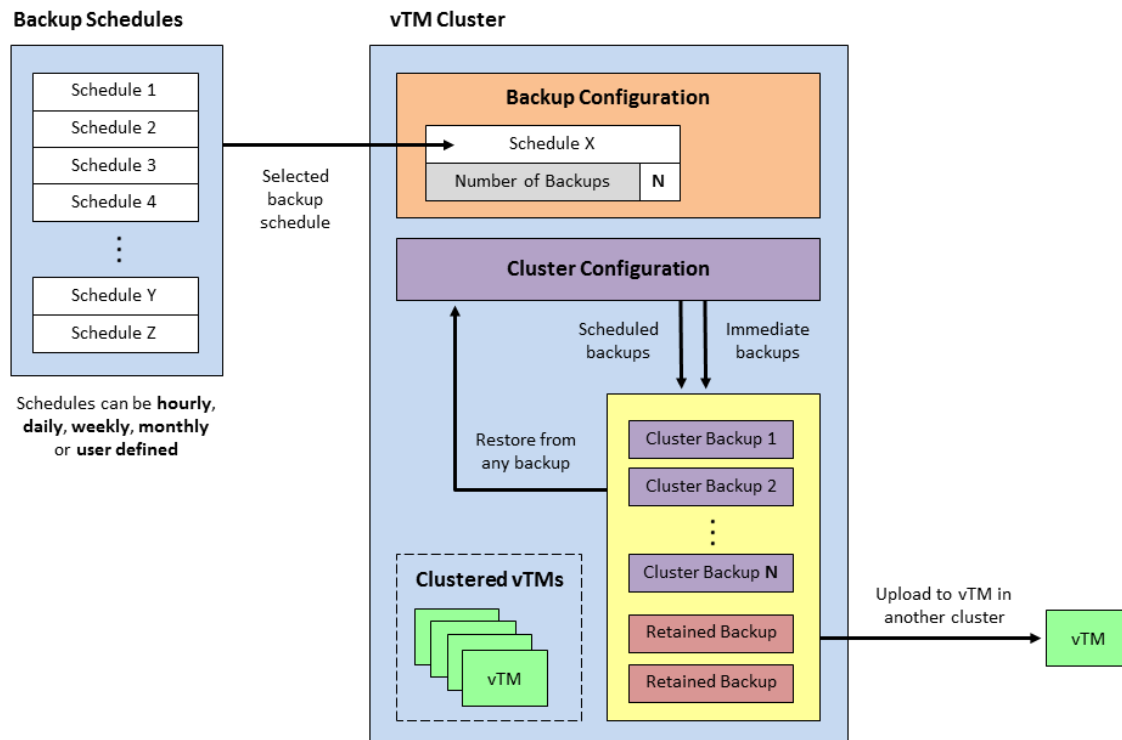 Backup Schedules
Schedule 1
Schedule 2
Schedule 3
Schedule 4
Schedule Y
Schedule Z
Schedules can be hourly,
daily, weekly, monthly
or user defined
Selected
backup
schedule
vTM Cluster
Backup Configuration
Schedule X
Number of Backups N
Cluster Configuration
Scheduled
backups
Immediate
backups
Restore from
any backup
Cluster Backup 1
Cluster Backup 2
Cluster Backup N
Retained Backup
Retained Backup
Clustered vTMs
vTM
Upload to vTM in
another cluster
vTM